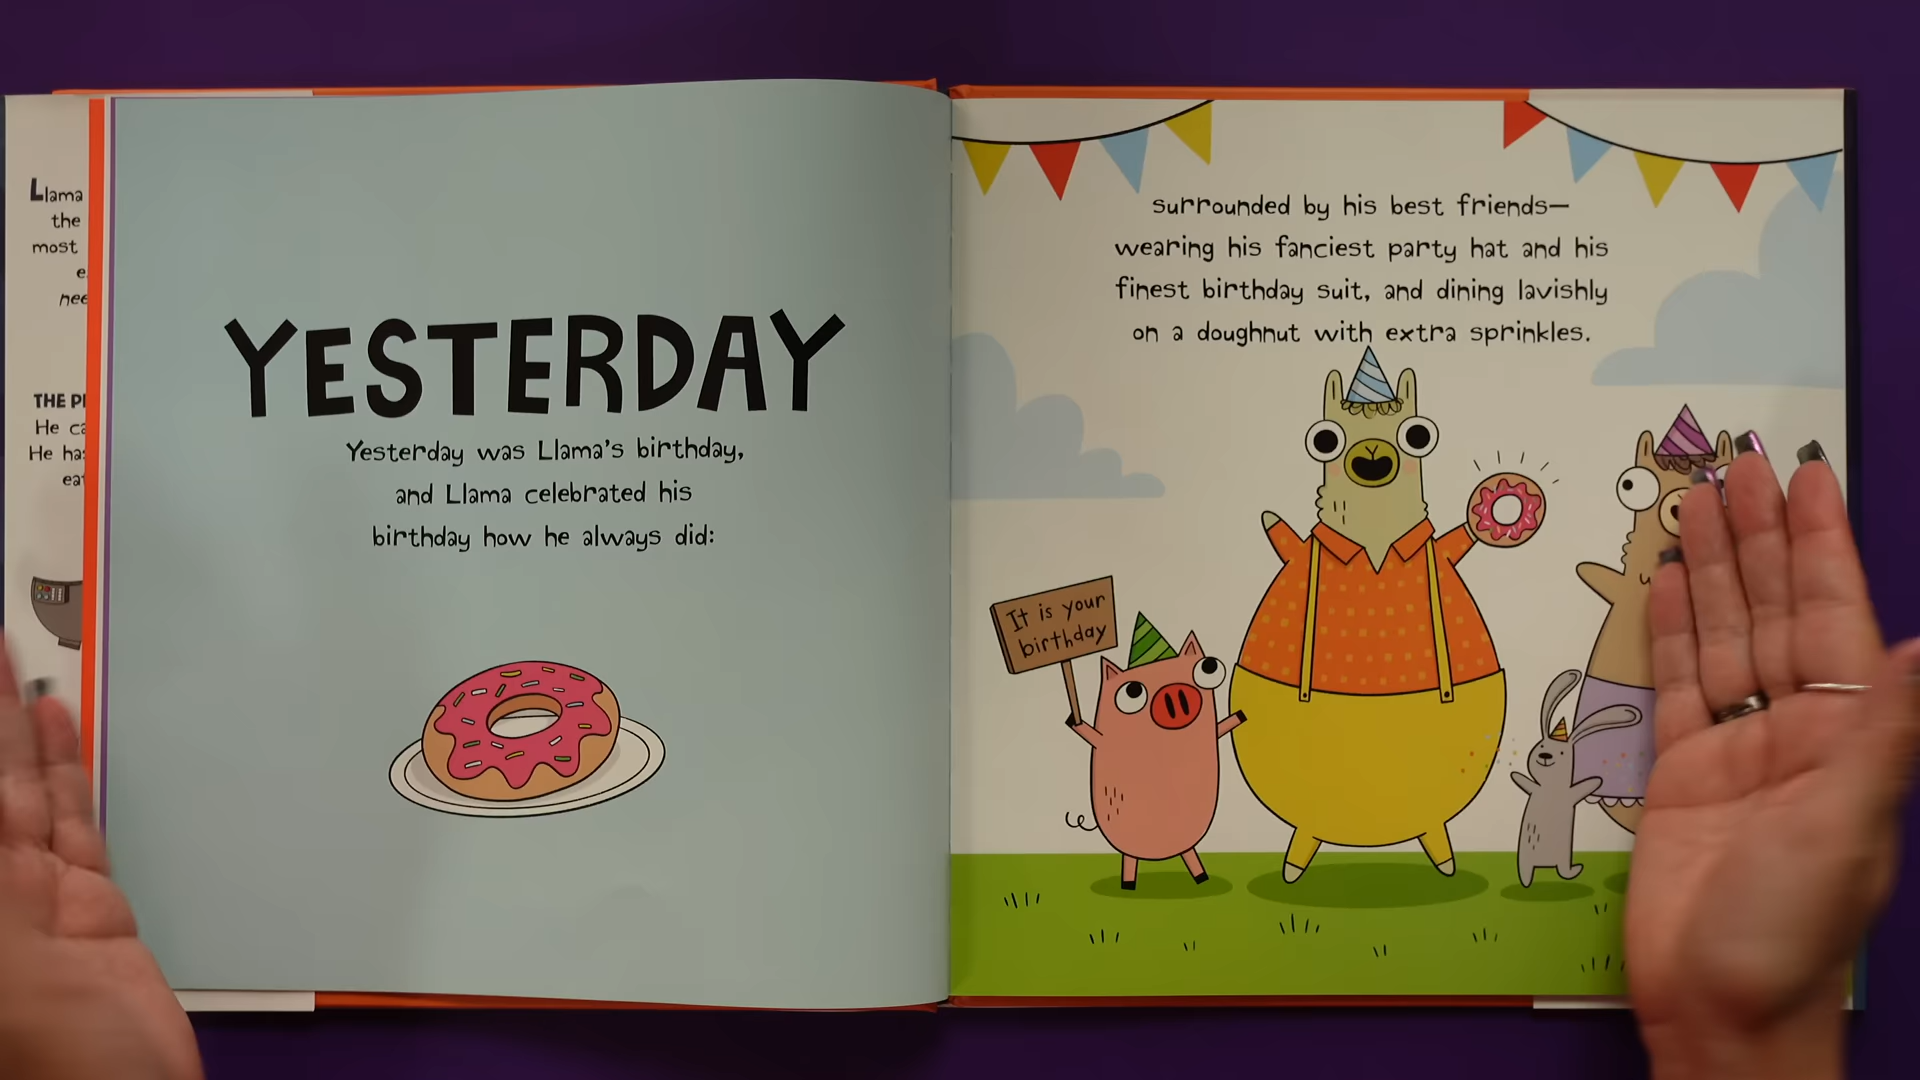 Llama
the
most
THE
He
He
YESTERDAY
Yesterday was Llama's birthday,
and Llama celebrated his
birthday how he always did:
surrounded by his best friends—
wearing his fanciest party hat and his
finest birthday suit, and dining lavishly
on a doughnut with extra sprinkles.
It is your
birthday